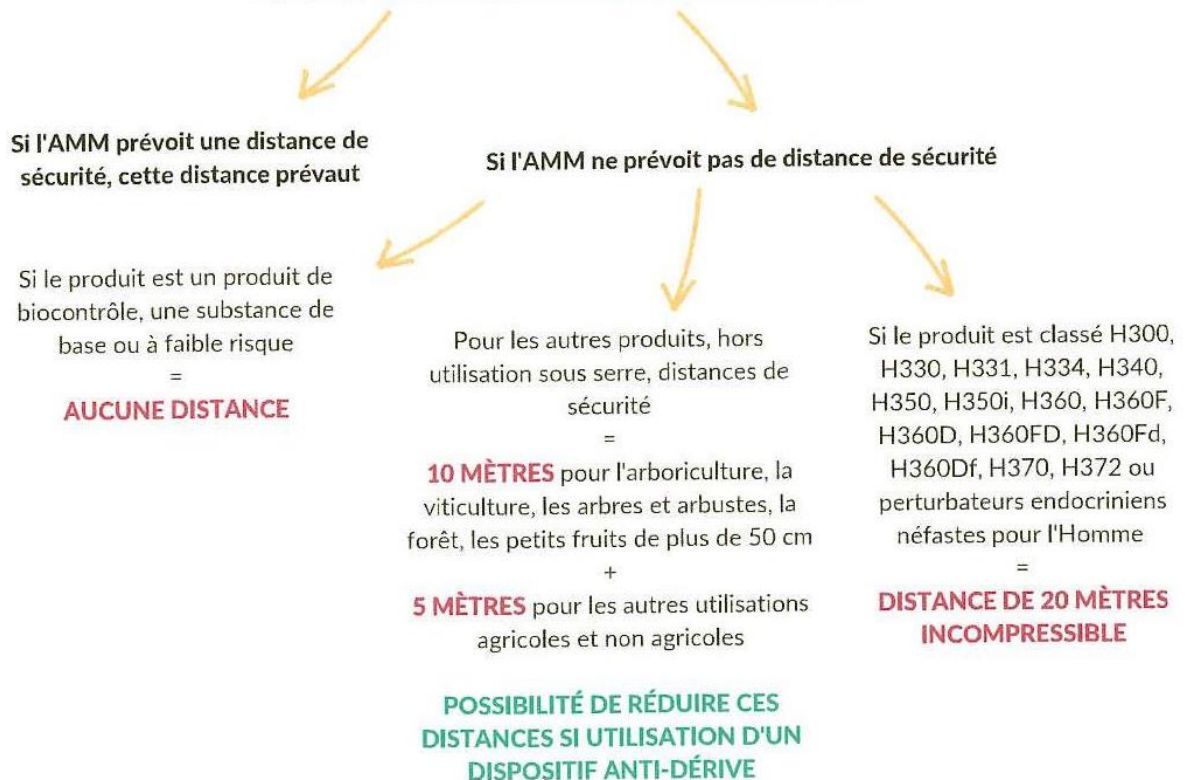 Si l'AMM prévoit une distance de
sécurité, cette distance prévaut
Si l'AMM ne prévoit pas de distance de sécurité
Si le produit est un produit de
biocontrôle, une substance de
base ou à faible risque
=
AUCUNE DISTANCE
Pour les autres produits, hors
utilisation sous serre, distances de
sécurité
=
10 MÈTRES pour l'arboriculture, la
viticulture, les arbres et arbustes, la
forêt, les petits fruits de plus de 50 cm
+
5 MÈTRES pour les autres utilisations
agricoles et non agricoles
POSSIBILITÉ DE RÉDUIRE CES
DISTANCES SI UTILISATION D'UN
DISPOSITIF ANTI-DÉRIVE
Si le produit est classé H300,
H330, H331, H334, H340,
H350, H350i, H360, H360F,
H360D, H360FD, H360Fd,
H360Df, H370, H372 ou
perturbateurs endocriniens
néfastes pour l'Homme
=
DISTANCE DE 20 MÈTRES
INCOMPRESSIBLE